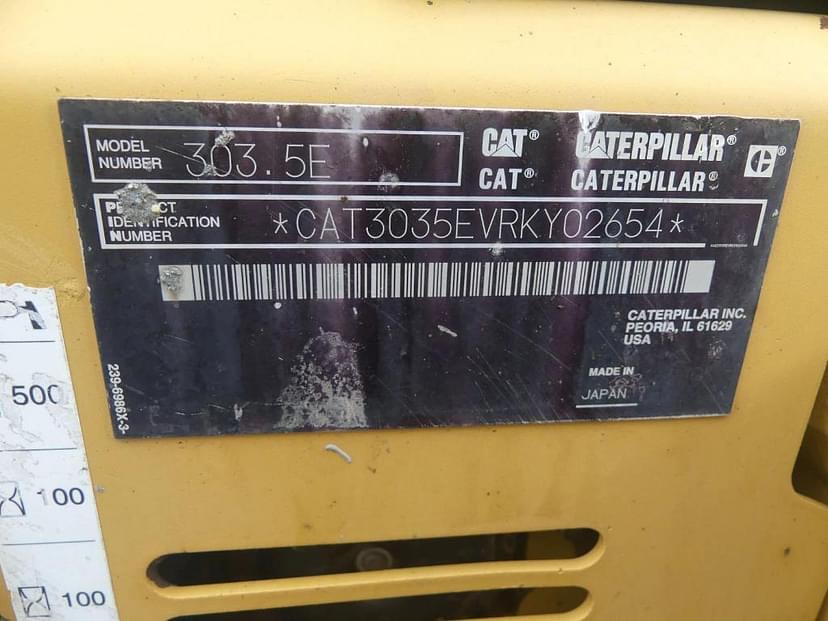 MODEL
NUMBER 303.5E
CAT® CATERPILLAR®
CAT® CATERPILLAR®
IDENTIFICATION
NUMBER
*CAT3035EVRKY02654*
CATERPILLAR INC.
PEORIA, IL 61629
USA
MADE IN
JAPAN
239-6986X-3-
500
100
100